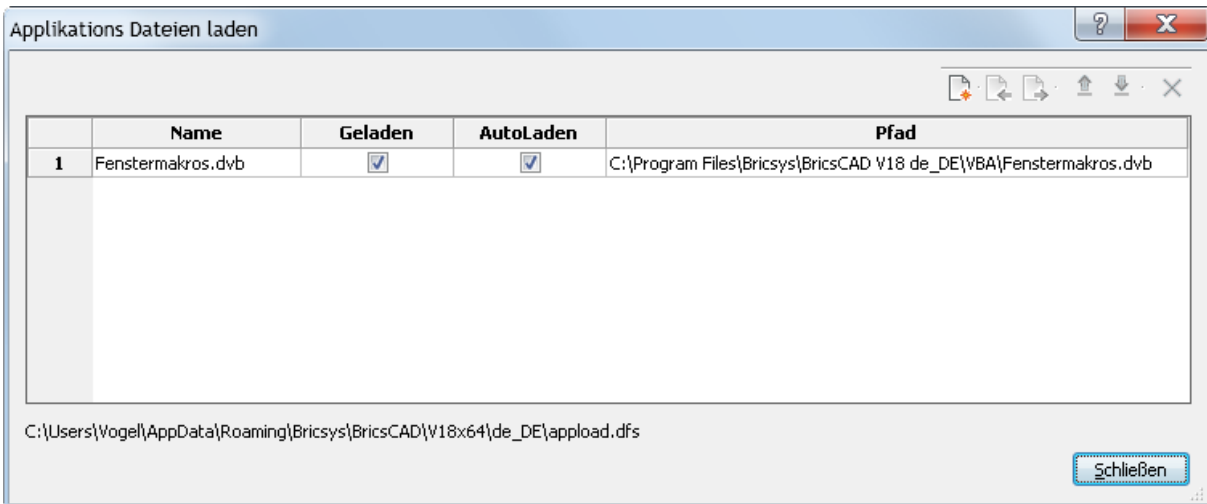 Applikations Dateien laden
Name Geladen AutoLaden Pfad
1 Fenstermakros.dvb C:\Program Files\Bricsys\BricsCAD V18 de_DE\VBA\Fenstermakros.dvb
C:\Users\Vogel\AppData\Roaming\Bricsys\BricsCAD\V18x64\de_DE\appload.dfs
Schließen